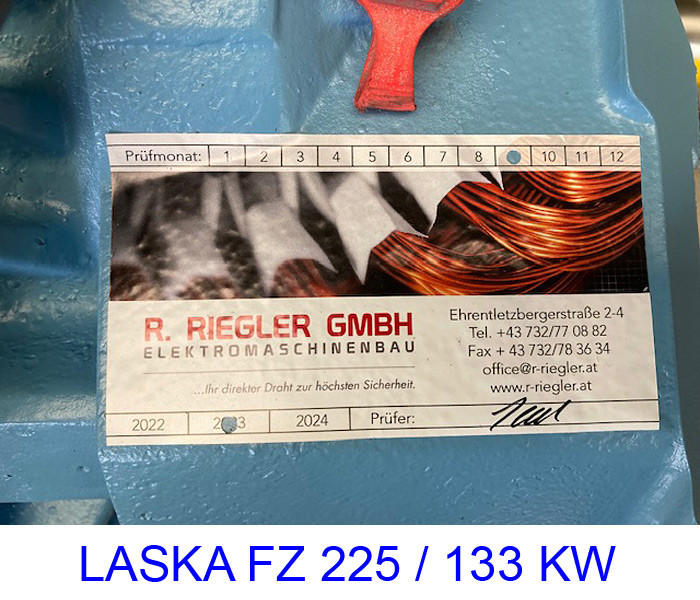 Prüfmonat: 1 2 3 4 5 6 7 8 10 11 12
R. RIEGLER GMBH
ELEKTROMASCHINENBAU
...Ihr direkter Draht zur höchsten Sicherheit.
Ehrentletzbergerstraße 2-4
Tel. +43 732/77 08 82
Fax + 43 732/78 36 34
office@r-riegler.at
www.r-riegler.at
2022 2023 2024 Prüfer:
LASKA FZ 225 / 133 KW